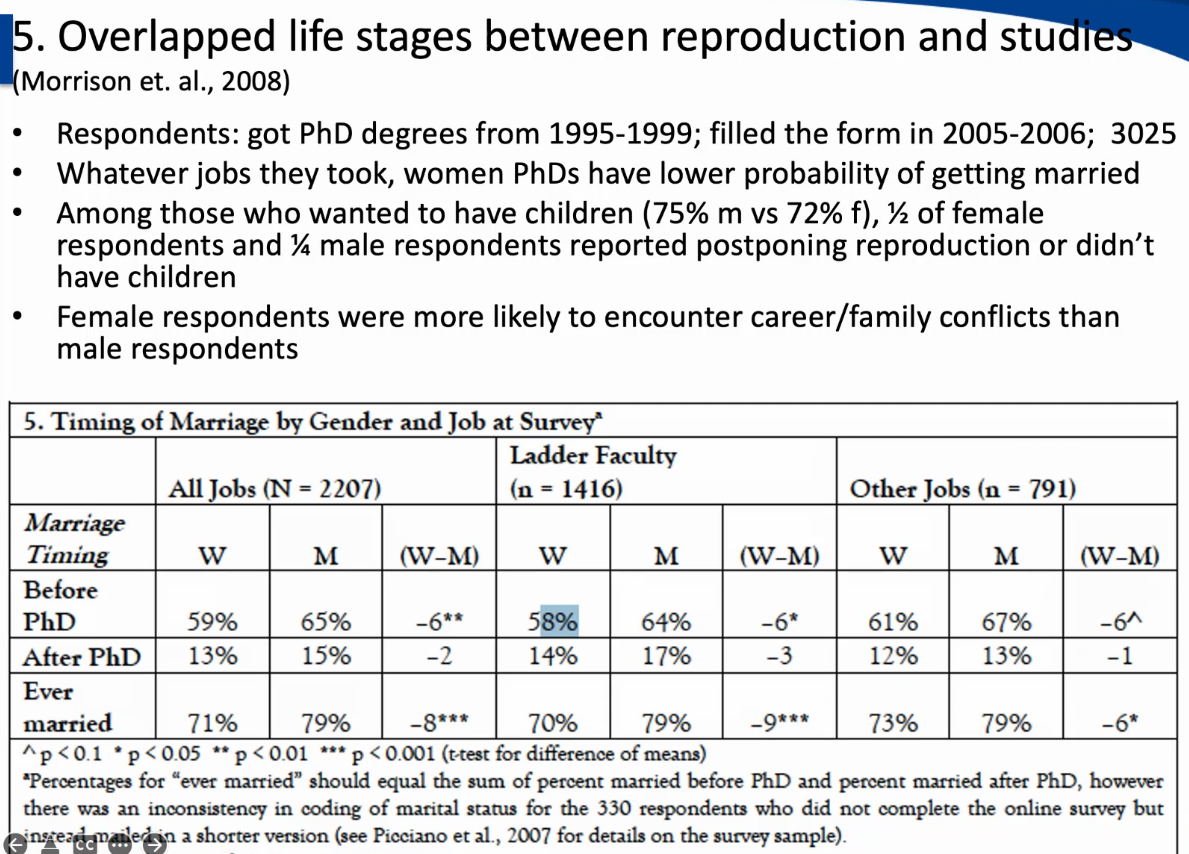 5. Overlapped life stages between reproduction and studies
(Morrison et. al., 2008)
• Respondents: got PhD degrees from 1995-1999; filled the form in 2005-2006; 3025
• Whatever jobs they took, women PhDs have lower probability of getting married
• Among those who wanted to have children (75% m vs 72% f), ½ of female
respondents and ¼ male respondents reported postponing reproduction or didn't
have children
• Female respondents were more likely to encounter career/family conflicts than
male respondents
5. Timing of Marriage by Gender and Job at Surveyª
All Jobs (N = 2207) Ladder Faculty (n = 1416) Other Jobs (n = 791)
Marriage Timing W M (W–M) W M (W–M) W M (W–M)
Before PhD 59% 65% –6** 58% 64% –6* 61% 67% –6^
After PhD 13% 15% –2 14% 17% –3 12% 13% –1
Ever married 71% 79% –8*** 70% 79% –9*** 73% 79% –6*
^ p < 0.1 * p < 0.05 ** p < 0.01 *** p < 0.001 (t-test for difference of means)
ªPercentages for "ever married" should equal the sum of percent married before PhD and percent married after PhD, however
there was an inconsistency in coding of marital status for the 330 respondents who did not complete the online survey but
instead mailed in a shorter version (see Picciano et al., 2007 for details on the survey sample).
CC